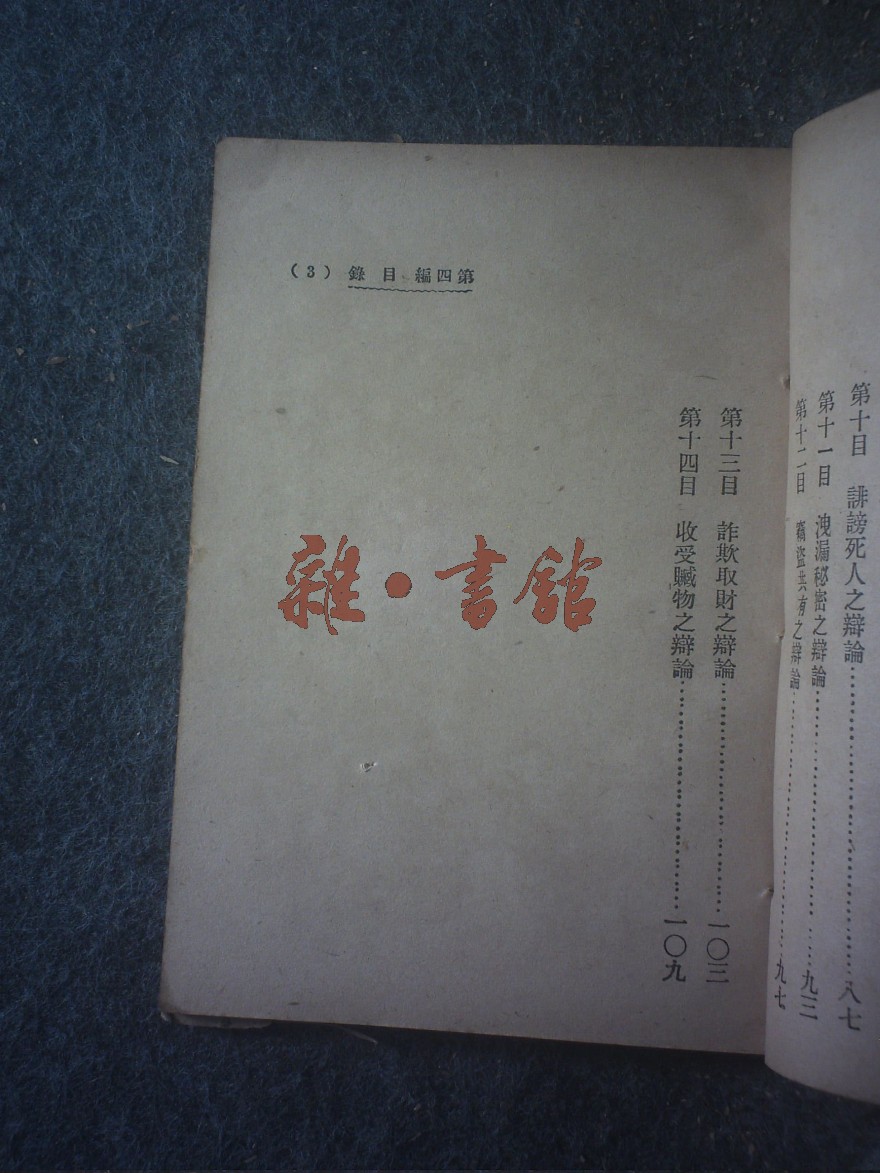 第十目　誹謗死人之辯論……八七
第十一目　洩漏秘密之辯論……九三
第十二目　竊盜共有之辯論……九七
第四編目錄（3）
第十三目　詐欺取財之辯論……一〇三
第十四目　收受贓物之辯論……一〇九
雜·書館